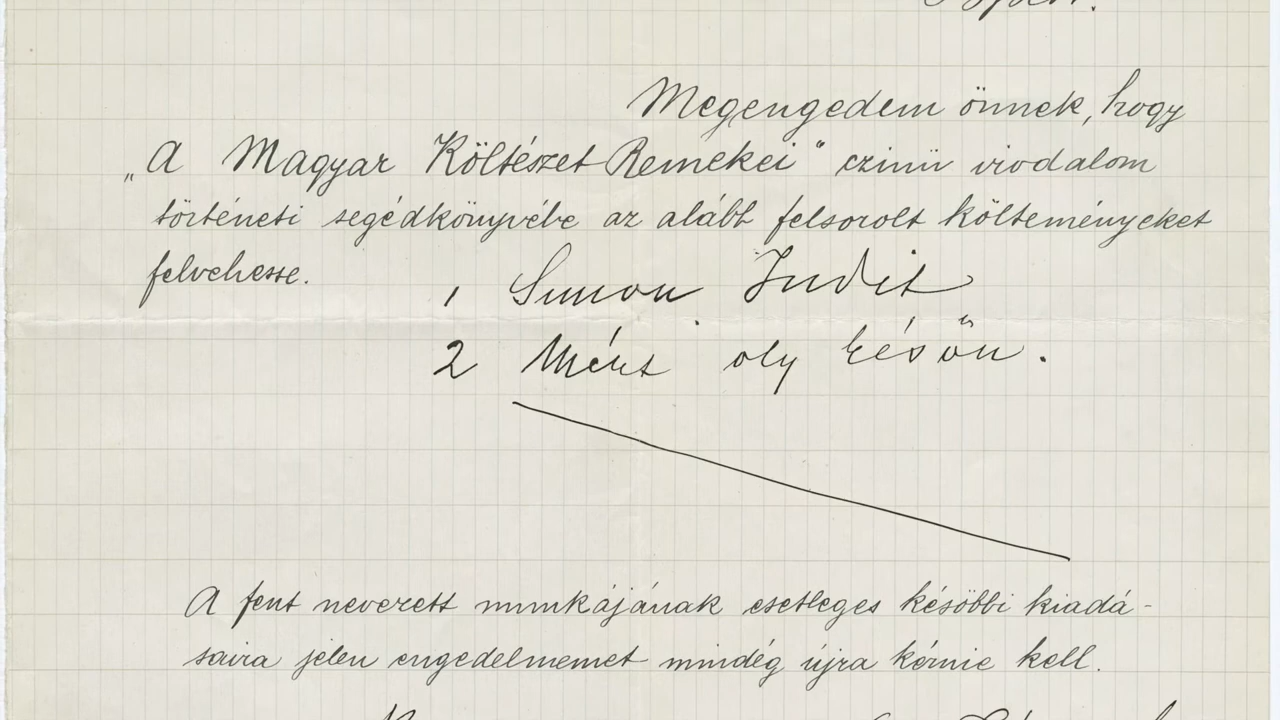 Megengedem önnek, hogy
„A Magyar Költészet Remekei" czimü irodalom
történeti segédkönyvébe az alább felsorolt költeményeket
felvehesse.
1 Simon Judit
2 Mért oly későn.
A fent nevezett munkájának esetleges későbbi kiadá-
saira jelen engedelmemet mindég újra kérnie kell.